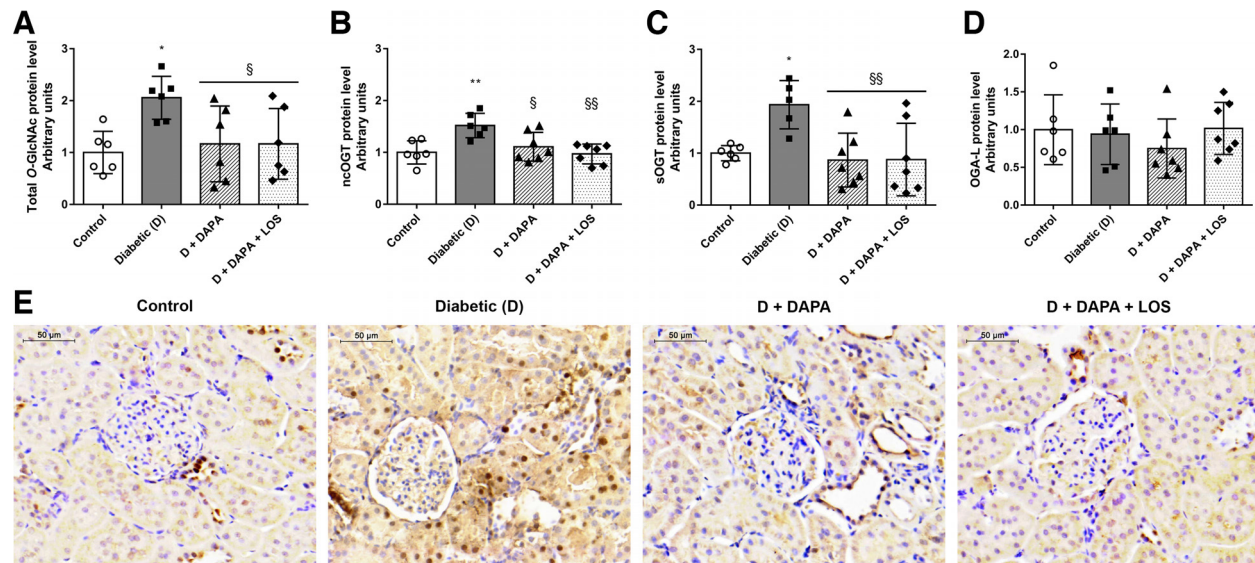 A
Total O-GlcNAc protein level
Arbitrary units
3
2
1
0
*
§
Control
Diabetic (D)
D + DAPA
D + DAPA + LOS
B
ncOGT protein level
Arbitrary units
3
2
1
0
**
§
§§
Control
Diabetic (D)
D + DAPA
D + DAPA + LOS
C
sOGT protein level
Arbitrary units
3
2
1
0
*
§§
Control
Diabetic (D)
D + DAPA
D + DAPA + LOS
D
OGA-L protein level
Arbitrary units
2.0
1.5
1.0
0.5
0.0
Control
Diabetic (D)
D + DAPA
D + DAPA + LOS
E
Control
Diabetic (D)
D + DAPA
D + DAPA + LOS
50 µm
50 µm
50 µm
50 µm